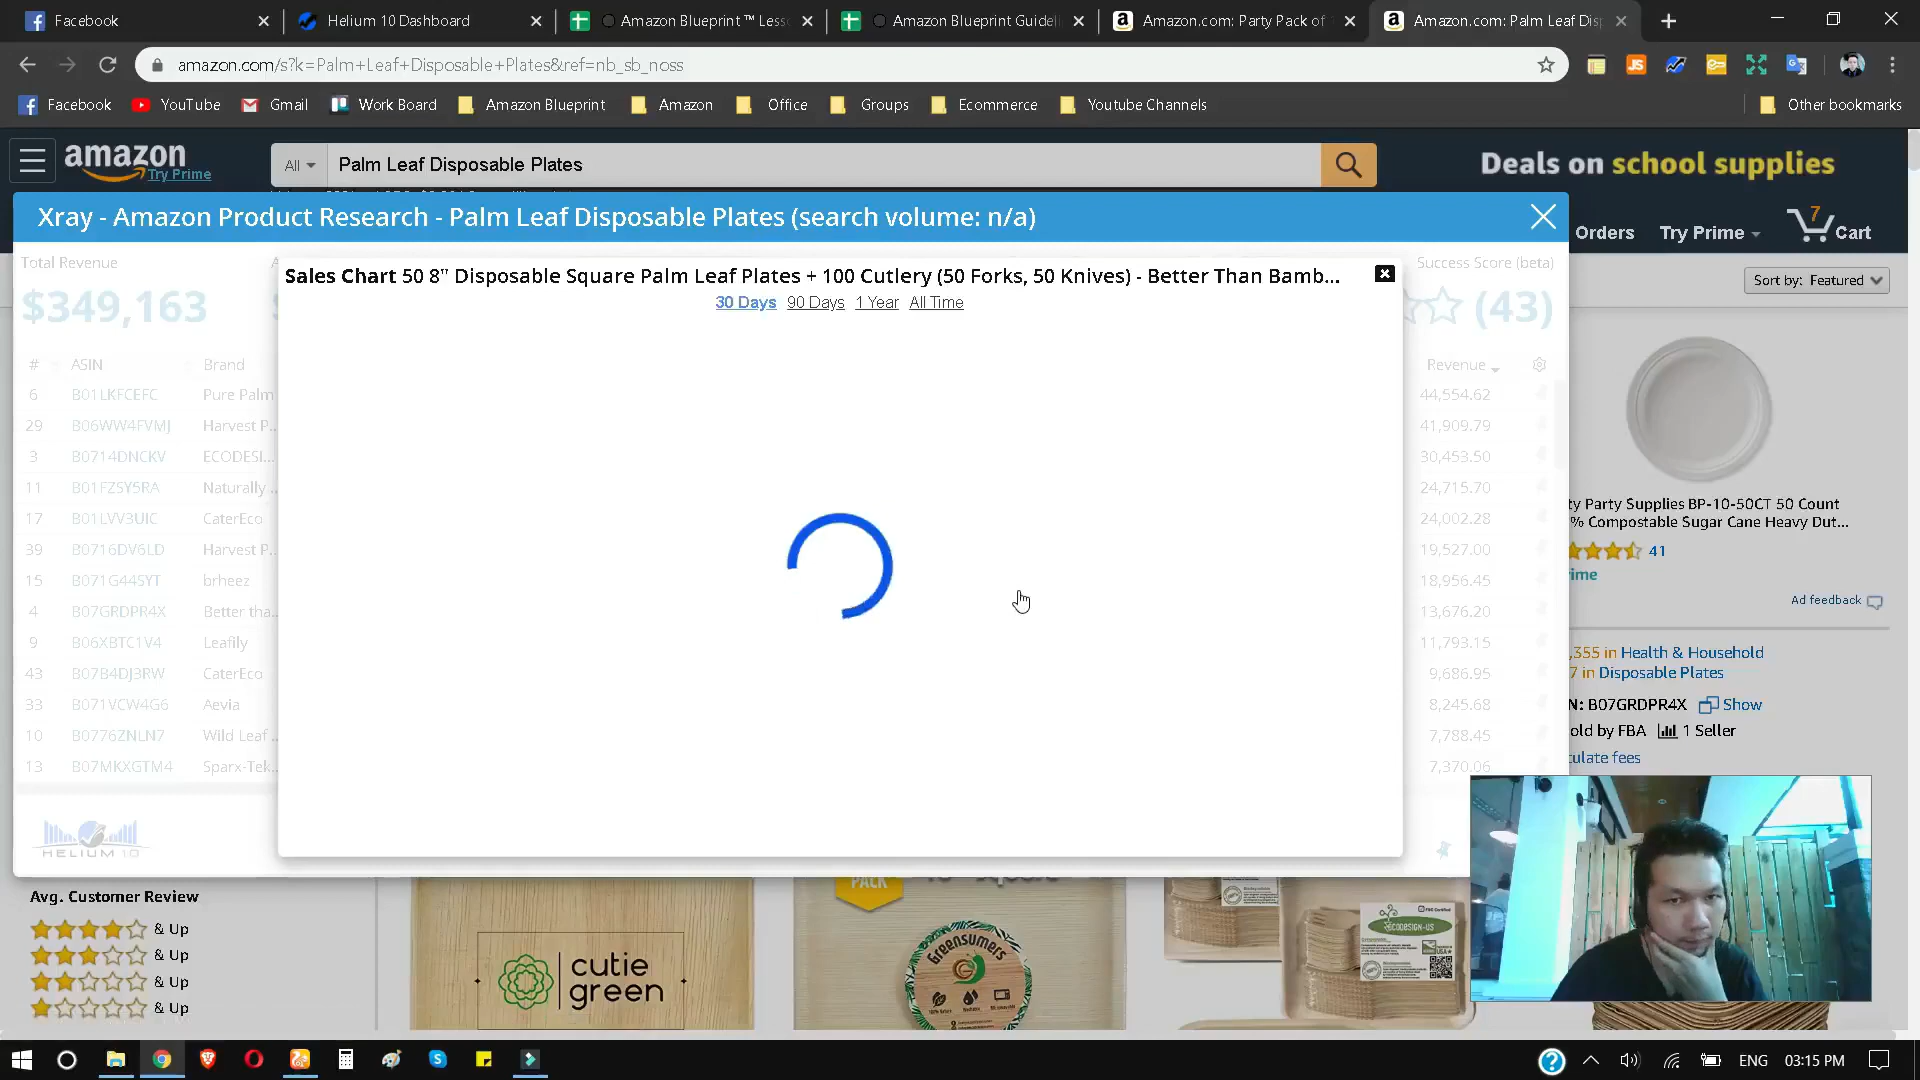 Facebook
Helium 10 Dashboard
Amazon Blueprint ™ Less
Amazon Blueprint Guideli
Amazon.com: Party Pack of
Amazon.com: Palm Leaf Dis
amazon.com/s?k=Palm+Leaf+Disposable+Plates&ref=nb_sb_noss
Facebook
YouTube
Gmail
Work Board
Amazon Blueprint
Amazon
Office
Groups
Ecommerce
Youtube Channels
Other bookmarks
amazon
Try Prime
All
Palm Leaf Disposable Plates
Deals on school supplies
Xray - Amazon Product Research - Palm Leaf Disposable Plates (search volume: n/a)
Orders
Try Prime
7
Cart
Total Revenue
Success Score (beta)
$349,163
(43)
Sort by: Featured
Sales Chart 50 8" Disposable Square Palm Leaf Plates + 100 Cutlery (50 Forks, 50 Knives) - Better Than Bamb...
30 Days 90 Days 1 Year All Time
# ASIN Brand Revenue
6 B01LKFCEFC Pure Palm 44,554.62
29 B06WW4FVMJ Harvest P... 41,909.79
3 B0714DNCKV ECODESI... 30,453.50
11 B01FZSY5RA Naturally ... 24,715.70
17 B01LVV3UIC CaterEco 24,002.28
39 B0716DV6LD Harvest P... 19,527.00
15 B071G44SYT brheez 18,956.45
4 B07GRDPR4X Better tha... 13,676.20
9 B06XBTC1V4 Leafily 11,793.15
43 B07B4DJ3RW CaterEco 9,686.95
33 B071VCW4G6 Aevia 8,245.68
10 B0776ZNLN7 Wild Leaf ... 7,788.45
13 B07MKXGTM4 Sparx-Tek... 7,370.06
HELIUM 10
ty Party Supplies BP-10-50CT 50 Count
% Compostable Sugar Cane Heavy Dut...
41
ime
Ad feedback
,355 in Health & Household
7 in Disposable Plates
N: B07GRDPR4X Show
old by FBA 1 Seller
culate fees
Avg. Customer Review
& Up
& Up
& Up
& Up
cutie
green
PACK
Greensumers
ECODESIGN-US
ENG
03:15 PM